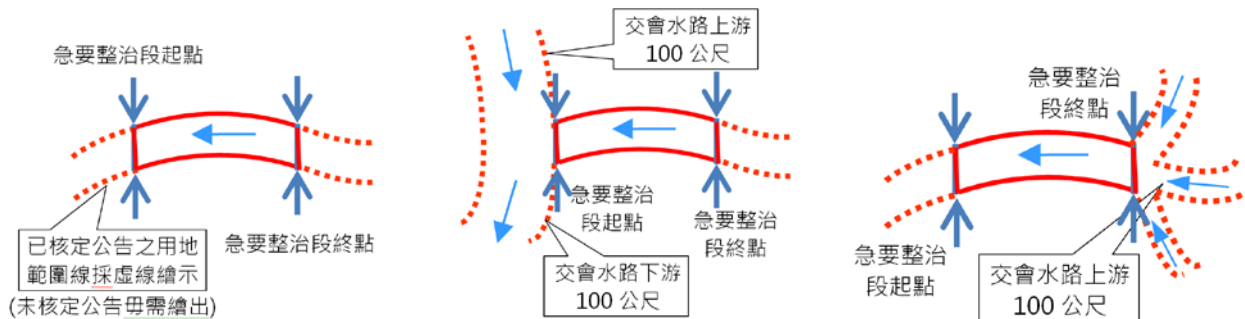 急要整治段起點
已核定公告之用地
範圍線採虛線繪示
(未核定公告毋需繪出)
急要整治段終點
交會水路上游
100 公尺
急要整治
段終點
急要整治
段起點
交會水路下游
100 公尺
急要整治
段終點
急要整治
段起點
交會水路上游
100 公尺